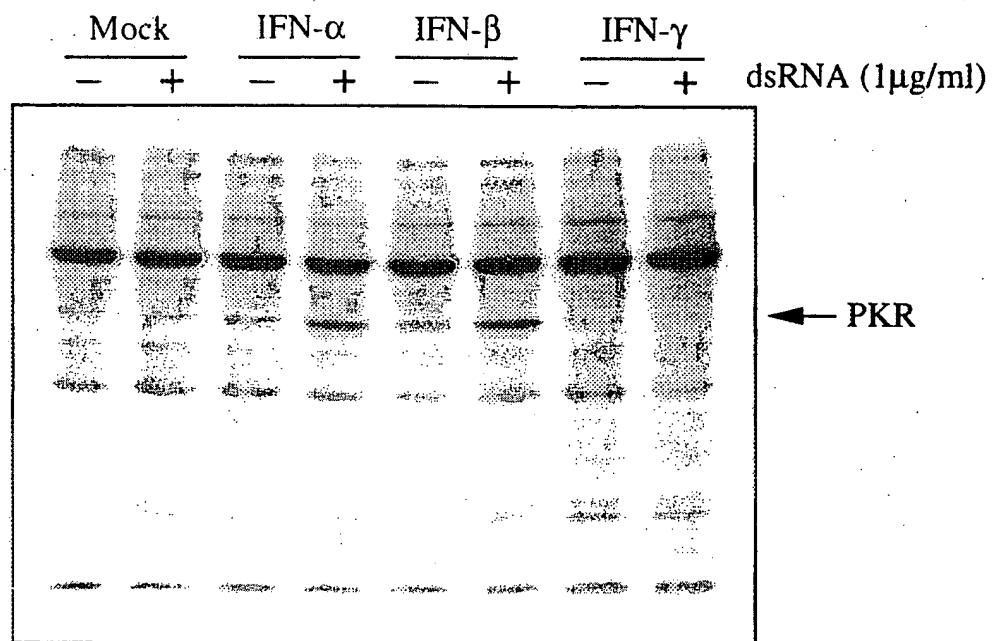 Mock IFN-α IFN-β IFN-γ
− + − + − + − + dsRNA (1μg/ml)
PKR